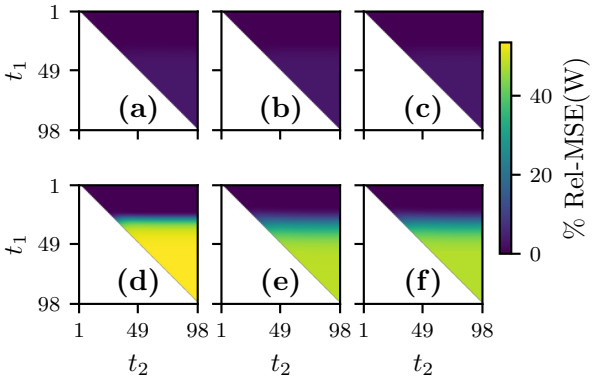 1
49
98
t₁
(a)
(b)
(c)
1
49
98
t₁
(d)
(e)
(f)
1 49 98 1 49 98 1 49 98
t₂ t₂ t₂
40
20
0
% Rel-MSE(W)